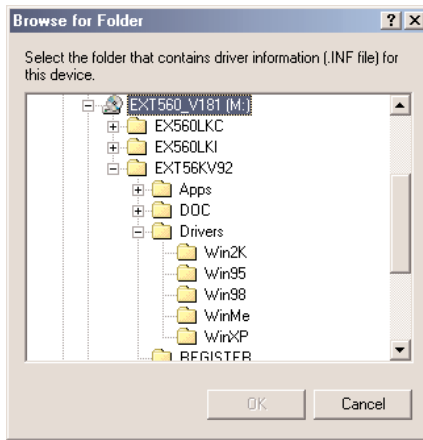 Browse for Folder
Select the folder that contains driver information (.INF file) for
this device.
EXT560_V181 (M:)
EX560LKC
EX560LKI
EXT56KV92
Apps
DOC
Drivers
Win2K
Win95
Win98
WinMe
WinXP
REGISTER
OK
Cancel